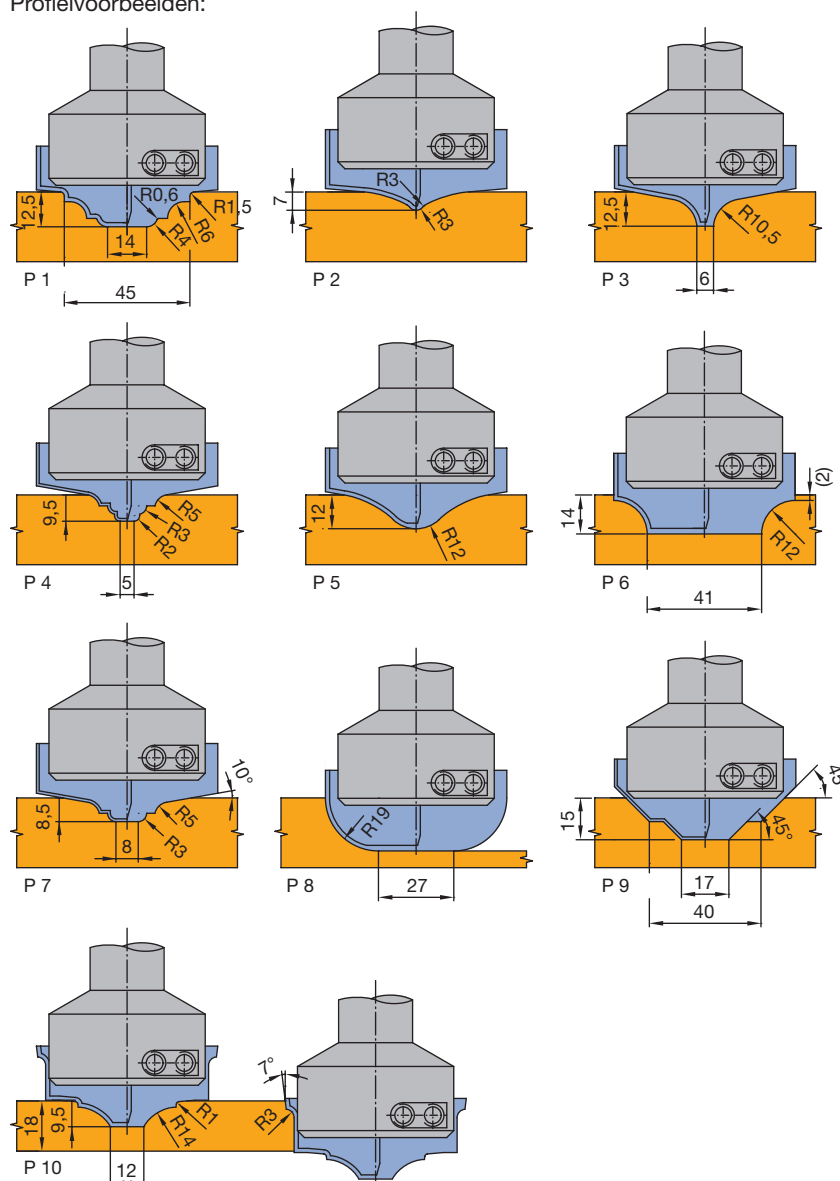 Profielvoorbeelden:
12,5
R0,6
R1,5
R6
R4
14
P 1
45
7
R3
R3
P 2
12,5
R10,5
P 3
6
9,5
R5
R3
R2
P 4
5
12
R12
P 5
(2)
14
R12
P 6
41
10°
8,5
R5
R3
P 7
8
R19
P 8
27
45
15
45°
P 9
17
40
7°
18
9,5
R1
R14
R3
P 10
12